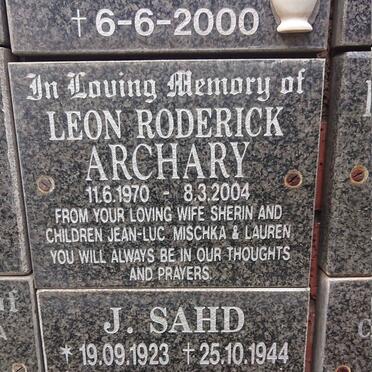 † 6-6-2000
In Loving Memory of
LEON RODERICK
ARCHARY
11.6.1970 - 8.3.2004
FROM YOUR LOVING WIFE SHERIN AND
CHILDREN JEAN-LUC, MISCHKA & LAUREN
YOU WILL ALWAYS BE IN OUR THOUGHTS
AND PRAYERS.
J. SAHD
* 19.09.1923 † 25.10.1944